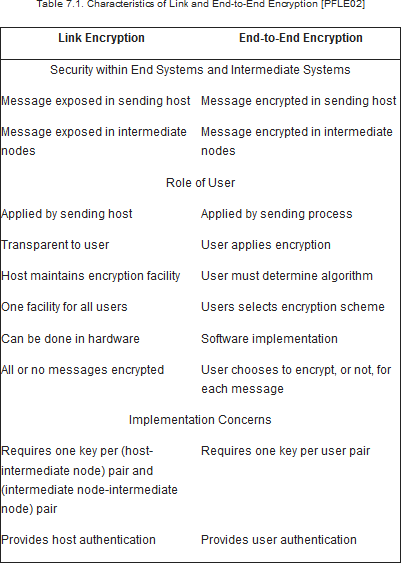 Table 7.1. Characteristics of Link and End-to-End Encryption [PFLE02]
Link Encryption End-to-End Encryption
Security within End Systems and Intermediate Systems
Message exposed in sending host Message encrypted in sending host
Message exposed in intermediate Message encrypted in intermediate
nodes nodes
Role of User
Applied by sending host Applied by sending process
Transparent to user User applies encryption
Host maintains encryption facility User must determine algorithm
One facility for all users Users selects encryption scheme
Can be done in hardware Software implementation
All or no messages encrypted User chooses to encrypt, or not, for
each message
Implementation Concerns
Requires one key per (host- Requires one key per user pair
intermediate node) pair and
(intermediate node-intermediate
node) pair
Provides host authentication Provides user authentication